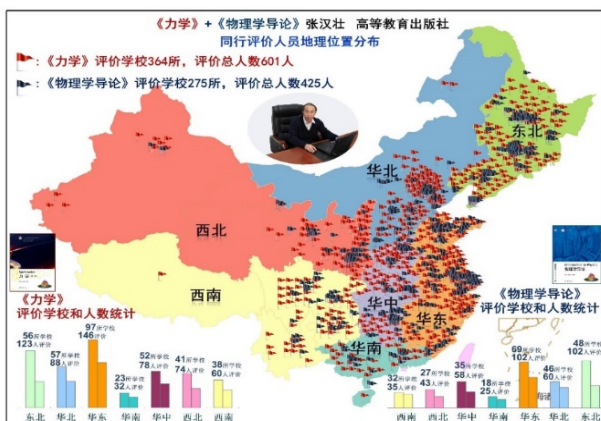 《力学》+《物理学导论》张汉壮 高等教育出版社
同行评价人员地理位置分布
:《力学》评价学校364所，评价总人数601人
:《物理学导论》评价学校275所，评价总人数425人
东北
华北
西北
西南
华中
华东
华南
《力学》
评价学校和人数统计
56所学校
123人评价
57所学校
88人评价
97所学校
146人评价
23所学校
32人评价
52所学校
78人评价
41所学校
74人评价
38所学校
60人评价
东北
华北
华东
华南
华中
西北
西南
物理学导论
《物理学导论》
评价学校和人数统计
32所学校
35人评价
27所学校
43人评价
35所学校
58人评价
18所学校
25人评价
69所学校
102人评价
46所学校
60人评价
48所学校
102人评价
西南
西北
华中
华南
华东
华北
东北